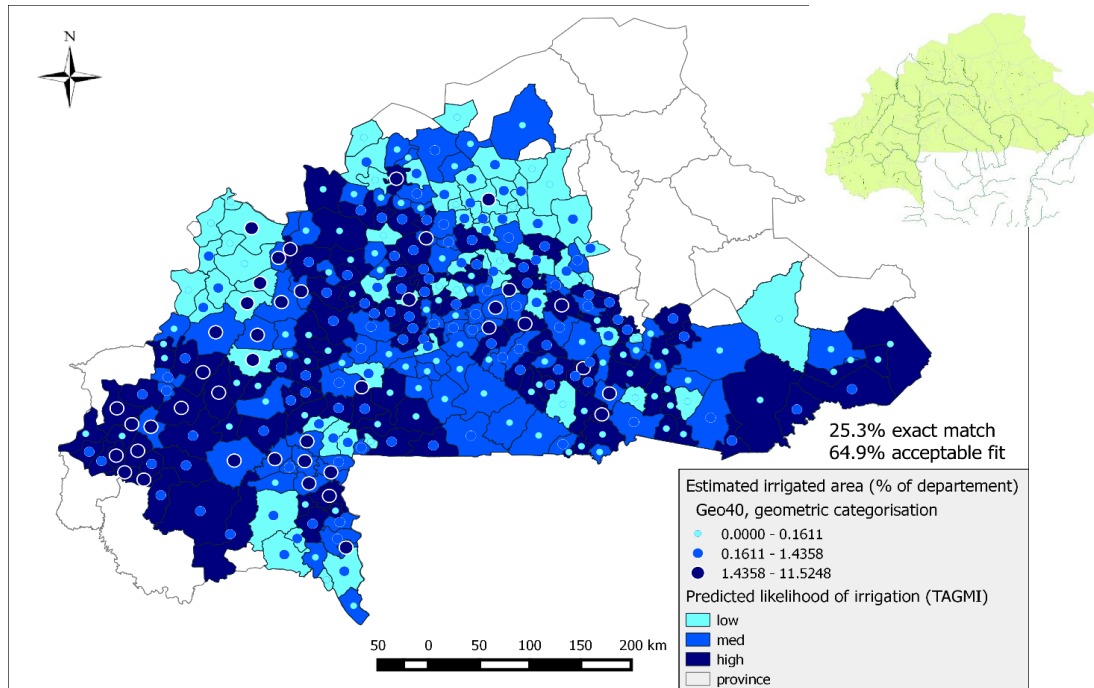 N
25.3% exact match
64.9% acceptable fit
Estimated irrigated area (% of departement)
Geo40, geometric categorisation
0.0000 - 0.1611
0.1611 - 1.4358
1.4358 - 11.5248
Predicted likelihood of irrigation (TAGMI)
low
med
high
province
50 0 50 100 150 200 km